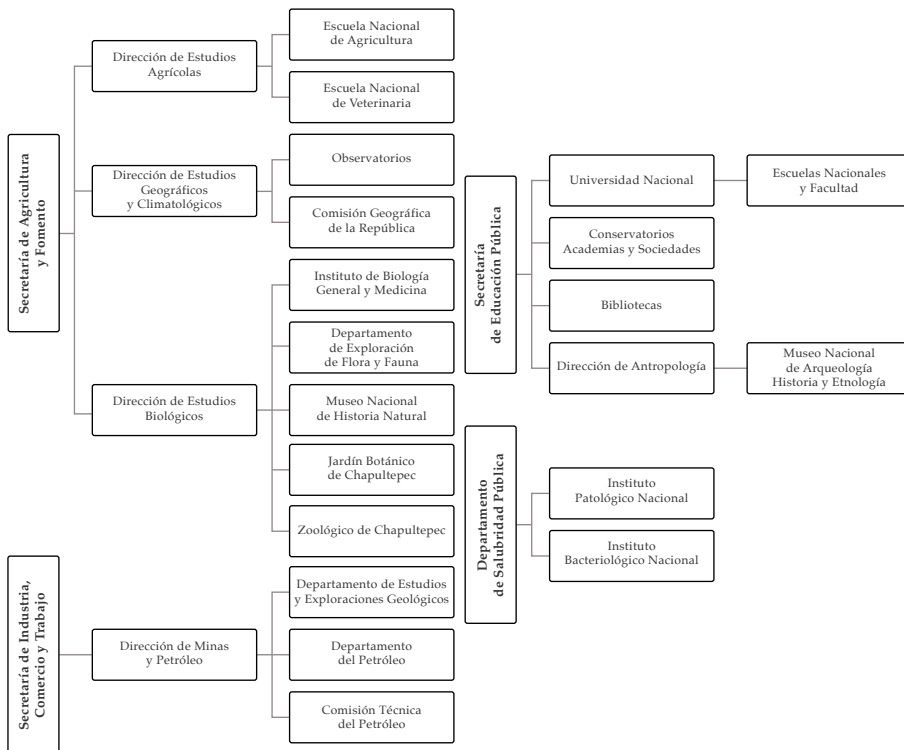 Secretaría de Agricultura
y Fomento
Dirección de Estudios
Agrícolas
Escuela Nacional
de Agricultura
Escuela Nacional
de Veterinaria
Dirección de Estudios
Geográficos
y Climatológicos
Observatorios
Comisión Geográfica
de la República
Dirección de Estudios
Biológicos
Instituto de Biología
General y Medicina
Departamento
de Exploración
de Flora y Fauna
Museo Nacional
de Historia Natural
Jardín Botánico
de Chapultepec
Zoológico de Chapultepec
Secretaría de Industria,
Comercio y Trabajo
Dirección de Minas
y Petróleo
Departamento de Estudios
y Exploraciones Geológicos
Departamento
del Petróleo
Comisión Técnica
del Petróleo
Secretaría
de Educación Pública
Universidad Nacional
Escuelas Nacionales
y Facultad
Conservatorios
Academias y Sociedades
Bibliotecas
Dirección de Antropología
Museo Nacional
de Arqueología
Historia y Etnología
Departamento
de Salubridad Pública
Instituto
Patológico Nacional
Instituto
Bacteriológico Nacional